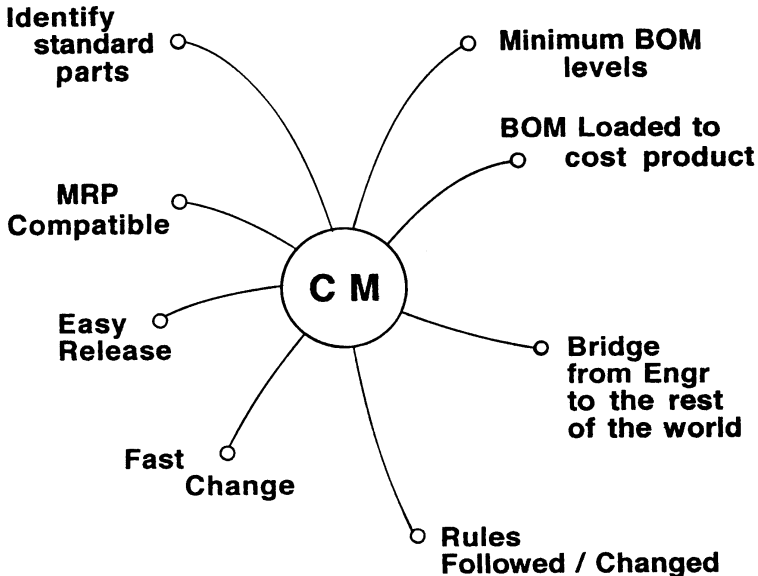 Identify
standard
parts
Minimum BOM
levels
BOM Loaded to
cost product
MRP
Compatible
C M
Easy
Release
Bridge
from Engr
to the rest
of the world
Fast
Change
Rules
Followed / Changed